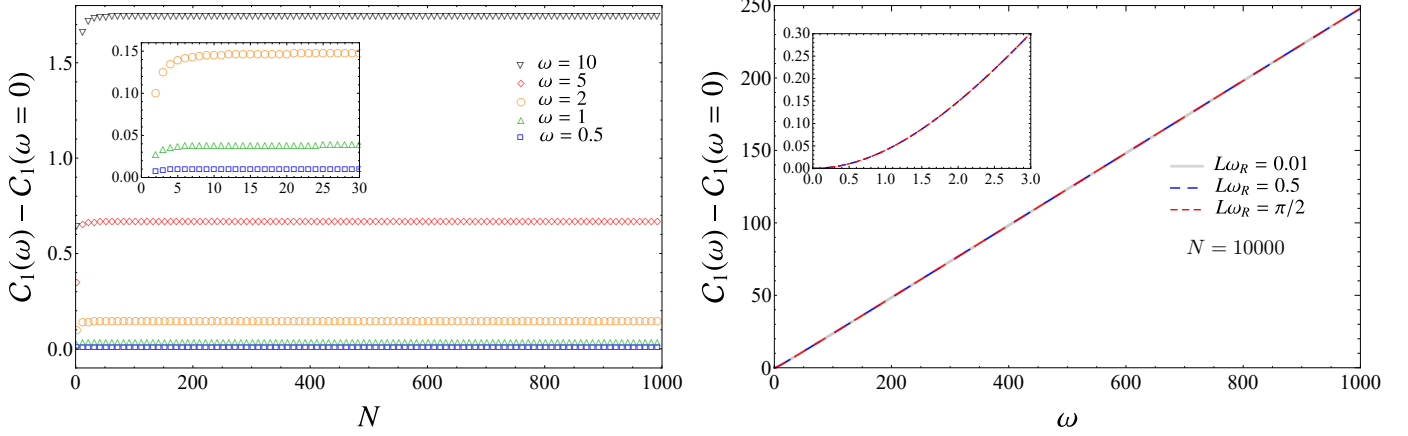 C₁(ω) − C₁(ω = 0)
1.5
1.0
0.5
0.0
0 200 400 600 800 1000
N
0.15
0.10
0.05
0.00
0 5 10 15 20 25 30
ω = 10
ω = 5
ω = 2
ω = 1
ω = 0.5
C₁(ω) − C₁(ω = 0)
250
200
150
100
50
0
0 200 400 600 800 1000
ω
0.30
0.25
0.20
0.15
0.10
0.05
0.00
0.0 0.5 1.0 1.5 2.0 2.5 3.0
Lω_R = 0.01
Lω_R = 0.5
Lω_R = π/2
N = 10000